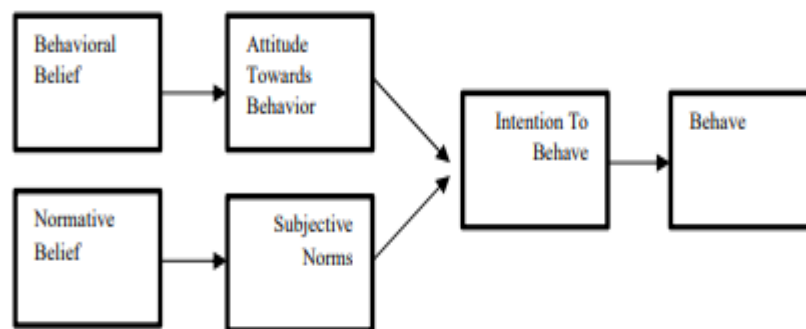 Behavioral
Belief
Attitude
Towards
Behavior
Intention To
Behave
Behave
Normative
Belief
Subjective
Norms